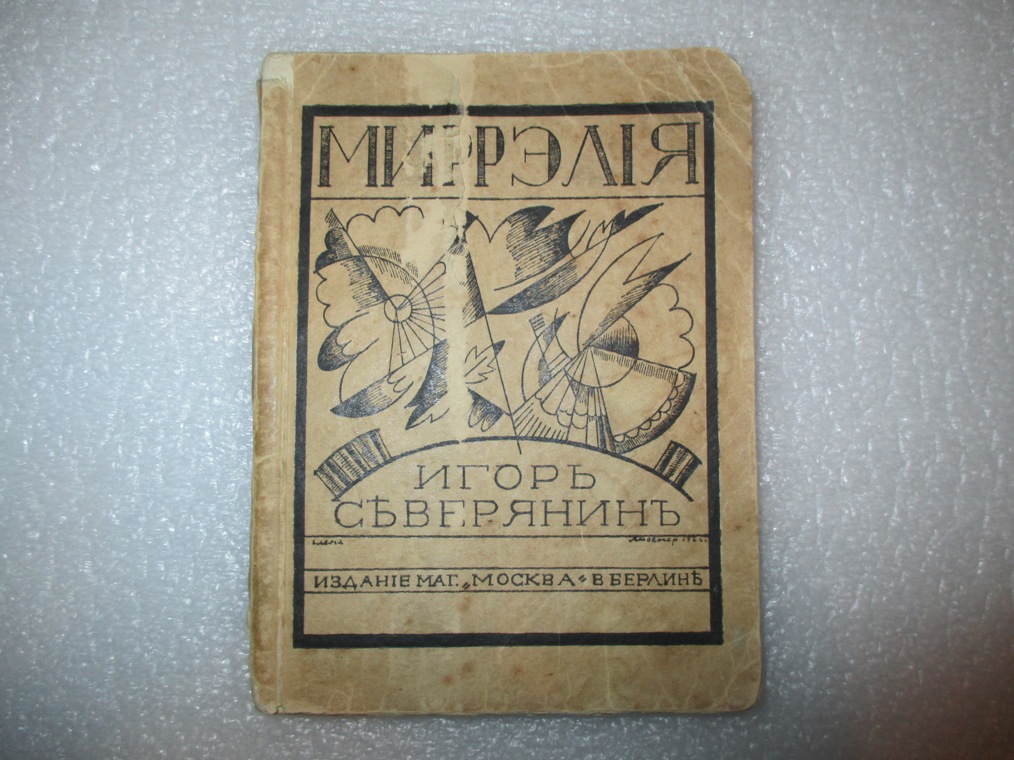 МИРРЭЛІЯ
ИГОРЬ
СѢВЕРЯНИНЪ
ИЗДАНІЕ МАГ. „МОСКВА“ В БЕРЛИНѢ